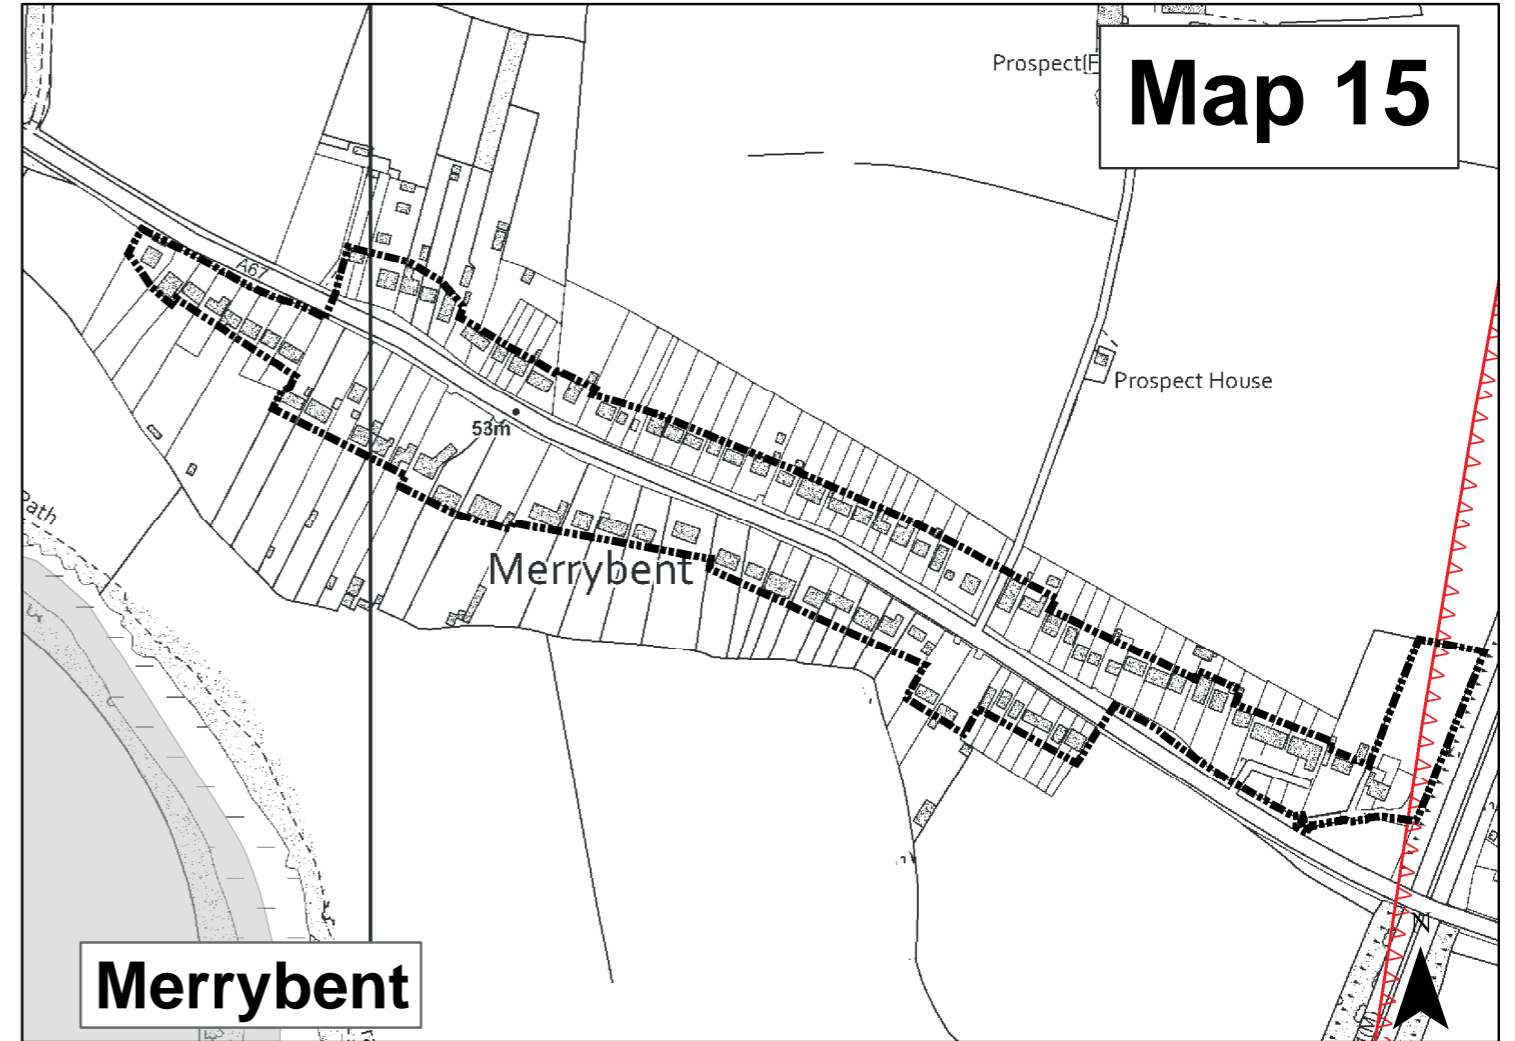 Prospect
Map 15
A67
Prospect House
53m
Path
Merrybent
N
Merrybent